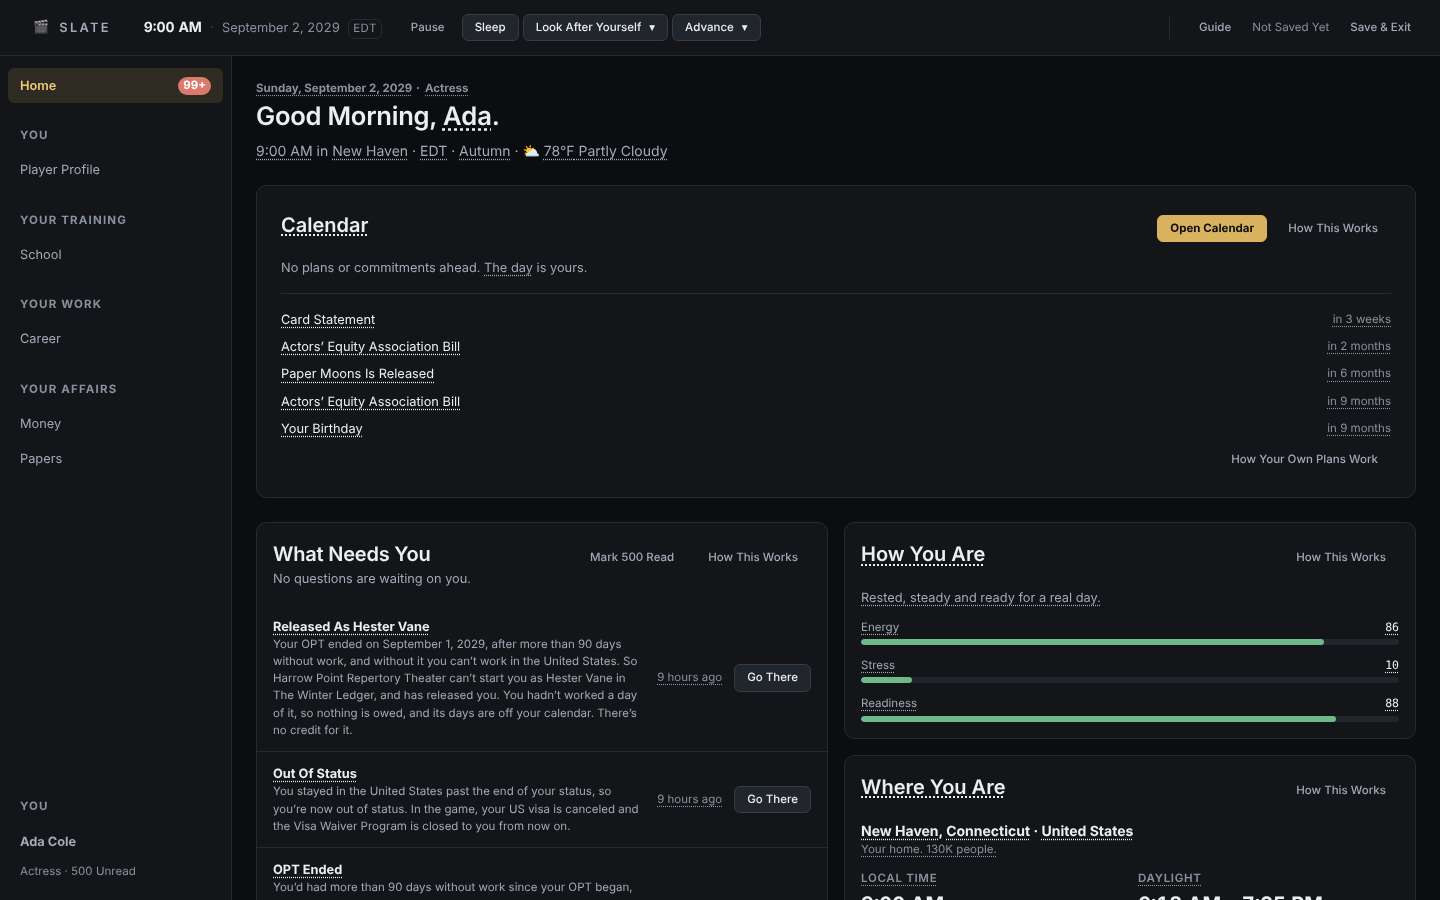 SLATE
9:00 AM · September 2, 2029 EDT
Pause
Sleep
Look After Yourself ▾
Advance ▾
Guide
Not Saved Yet
Save & Exit
Home
99+
YOU
Player Profile
YOUR TRAINING
School
YOUR WORK
Career
YOUR AFFAIRS
Money
Papers
YOU
Ada Cole
Actress · 500 Unread
Sunday, September 2, 2029 · Actress
Good Morning, Ada.
9:00 AM in New Haven · EDT · Autumn · 78°F Partly Cloudy
Calendar
Open Calendar
How This Works
No plans or commitments ahead. The day is yours.
Card Statement in 3 weeks
Actors’ Equity Association Bill in 2 months
Paper Moons Is Released in 6 months
Actors’ Equity Association Bill in 9 months
Your Birthday in 9 months
How Your Own Plans Work
What Needs You
Mark 500 Read
How This Works
No questions are waiting on you.
Released As Hester Vane
Your OPT ended on September 1, 2029, after more than 90 days
without work, and without it you can’t work in the United States. So
Harrow Point Repertory Theater can’t start you as Hester Vane in
The Winter Ledger, and has released you. You hadn’t worked a day
of it, so nothing is owed, and its days are off your calendar. There’s
no credit for it.
9 hours ago
Go There
Out Of Status
You stayed in the United States past the end of your status, so
you’re now out of status. In the game, your US visa is canceled and
the Visa Waiver Program is closed to you from now on.
9 hours ago
Go There
OPT Ended
You’d had more than 90 days without work since your OPT began,
How You Are
How This Works
Rested, steady and ready for a real day.
Energy 86
Stress 10
Readiness 88
Where You Are
How This Works
New Haven, Connecticut · United States
Your home. 130K people.
LOCAL TIME
DAYLIGHT